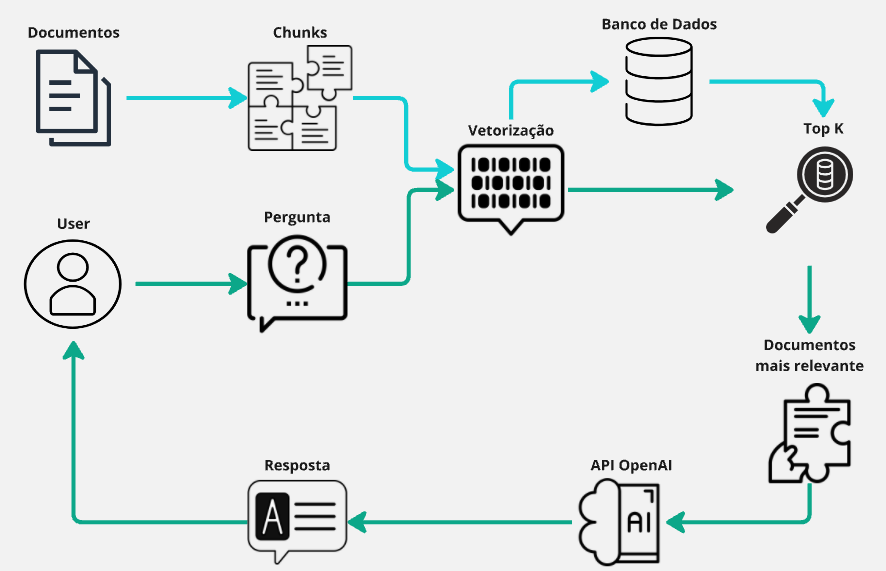 Documentos
Chunks
Banco de Dados
Vetorização
Top K
User
Pergunta
Documentos
mais relevante
API OpenAI
AI
Resposta
A